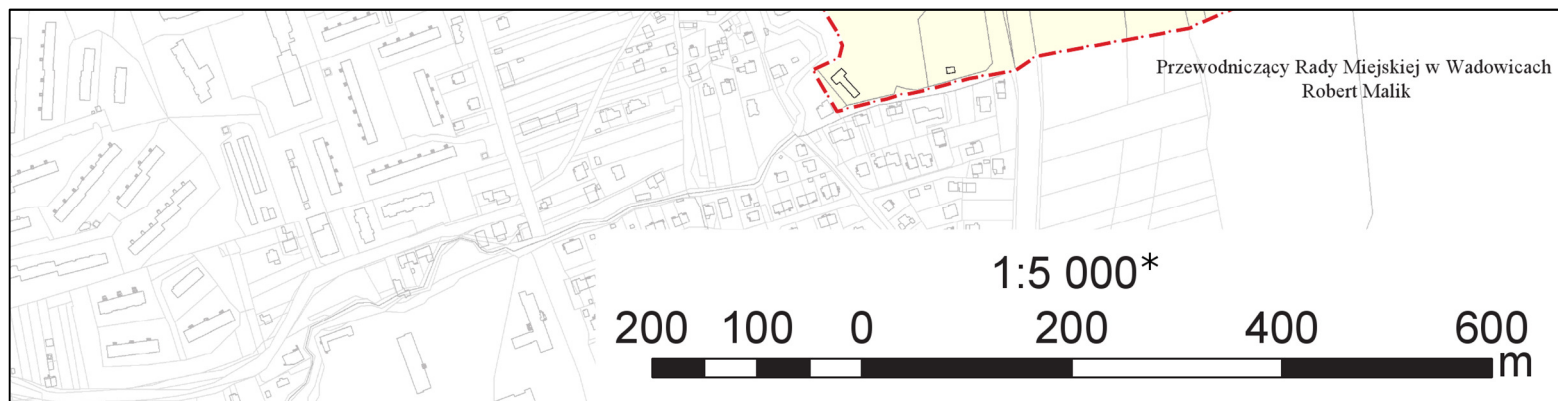 Przewodniczący Rady Miejskiej w Wadowicach
Robert Malik
1:5 000*
200 100 0 200 400 600
m